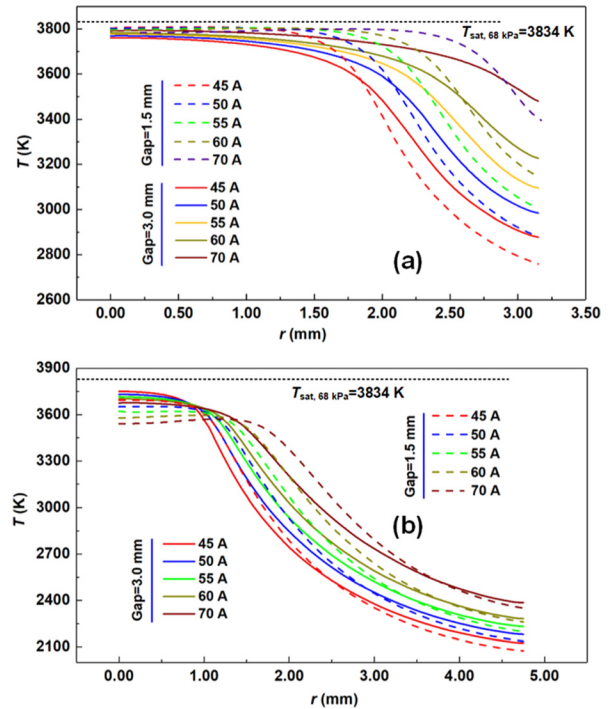 3800
3600
3400
3200
3000
2800
2600
T (K)
T sat, 68 kPa=3834 K
Gap=1.5 mm
45 A
50 A
55 A
60 A
70 A
Gap=3.0 mm
45 A
50 A
55 A
60 A
70 A
(a)
0.00 0.50 1.00 1.50 2.00 2.50 3.00 3.50
r (mm)
3900
3600
3300
3000
2700
2400
2100
T (K)
T sat, 68 kPa=3834 K
Gap=1.5 mm
45 A
50 A
55 A
60 A
70 A
(b)
Gap=3.0 mm
45 A
50 A
55 A
60 A
70 A
0.00 1.00 2.00 3.00 4.00 5.00
r (mm)